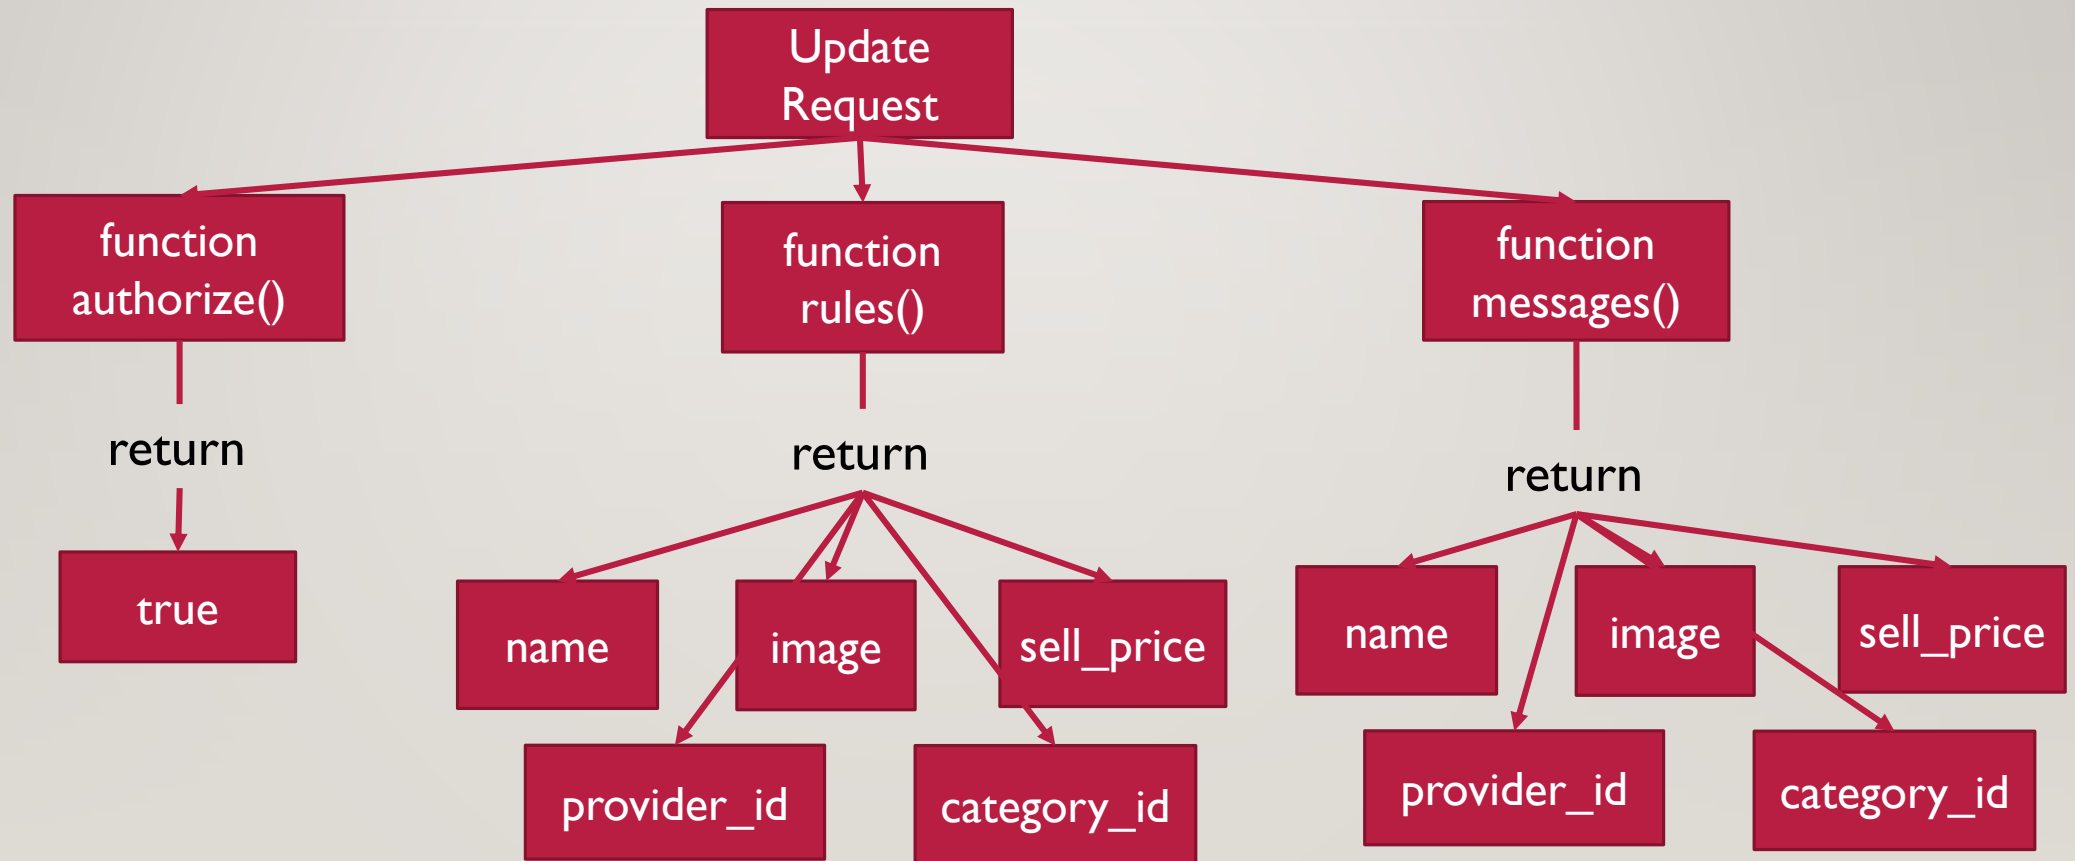 Update
Request
function
authorize()
function
rules()
function
messages()
return
return
return
true
name
image
sell_price
name
image
sell_price
provider_id
category_id
provider_id
category_id